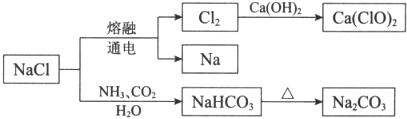 熔融
通电
Cl₂
Ca(OH)₂
Ca(ClO)₂
Na
NaCl
NH₃、CO₂
H₂O
NaHCO₃
△
Na₂CO₃